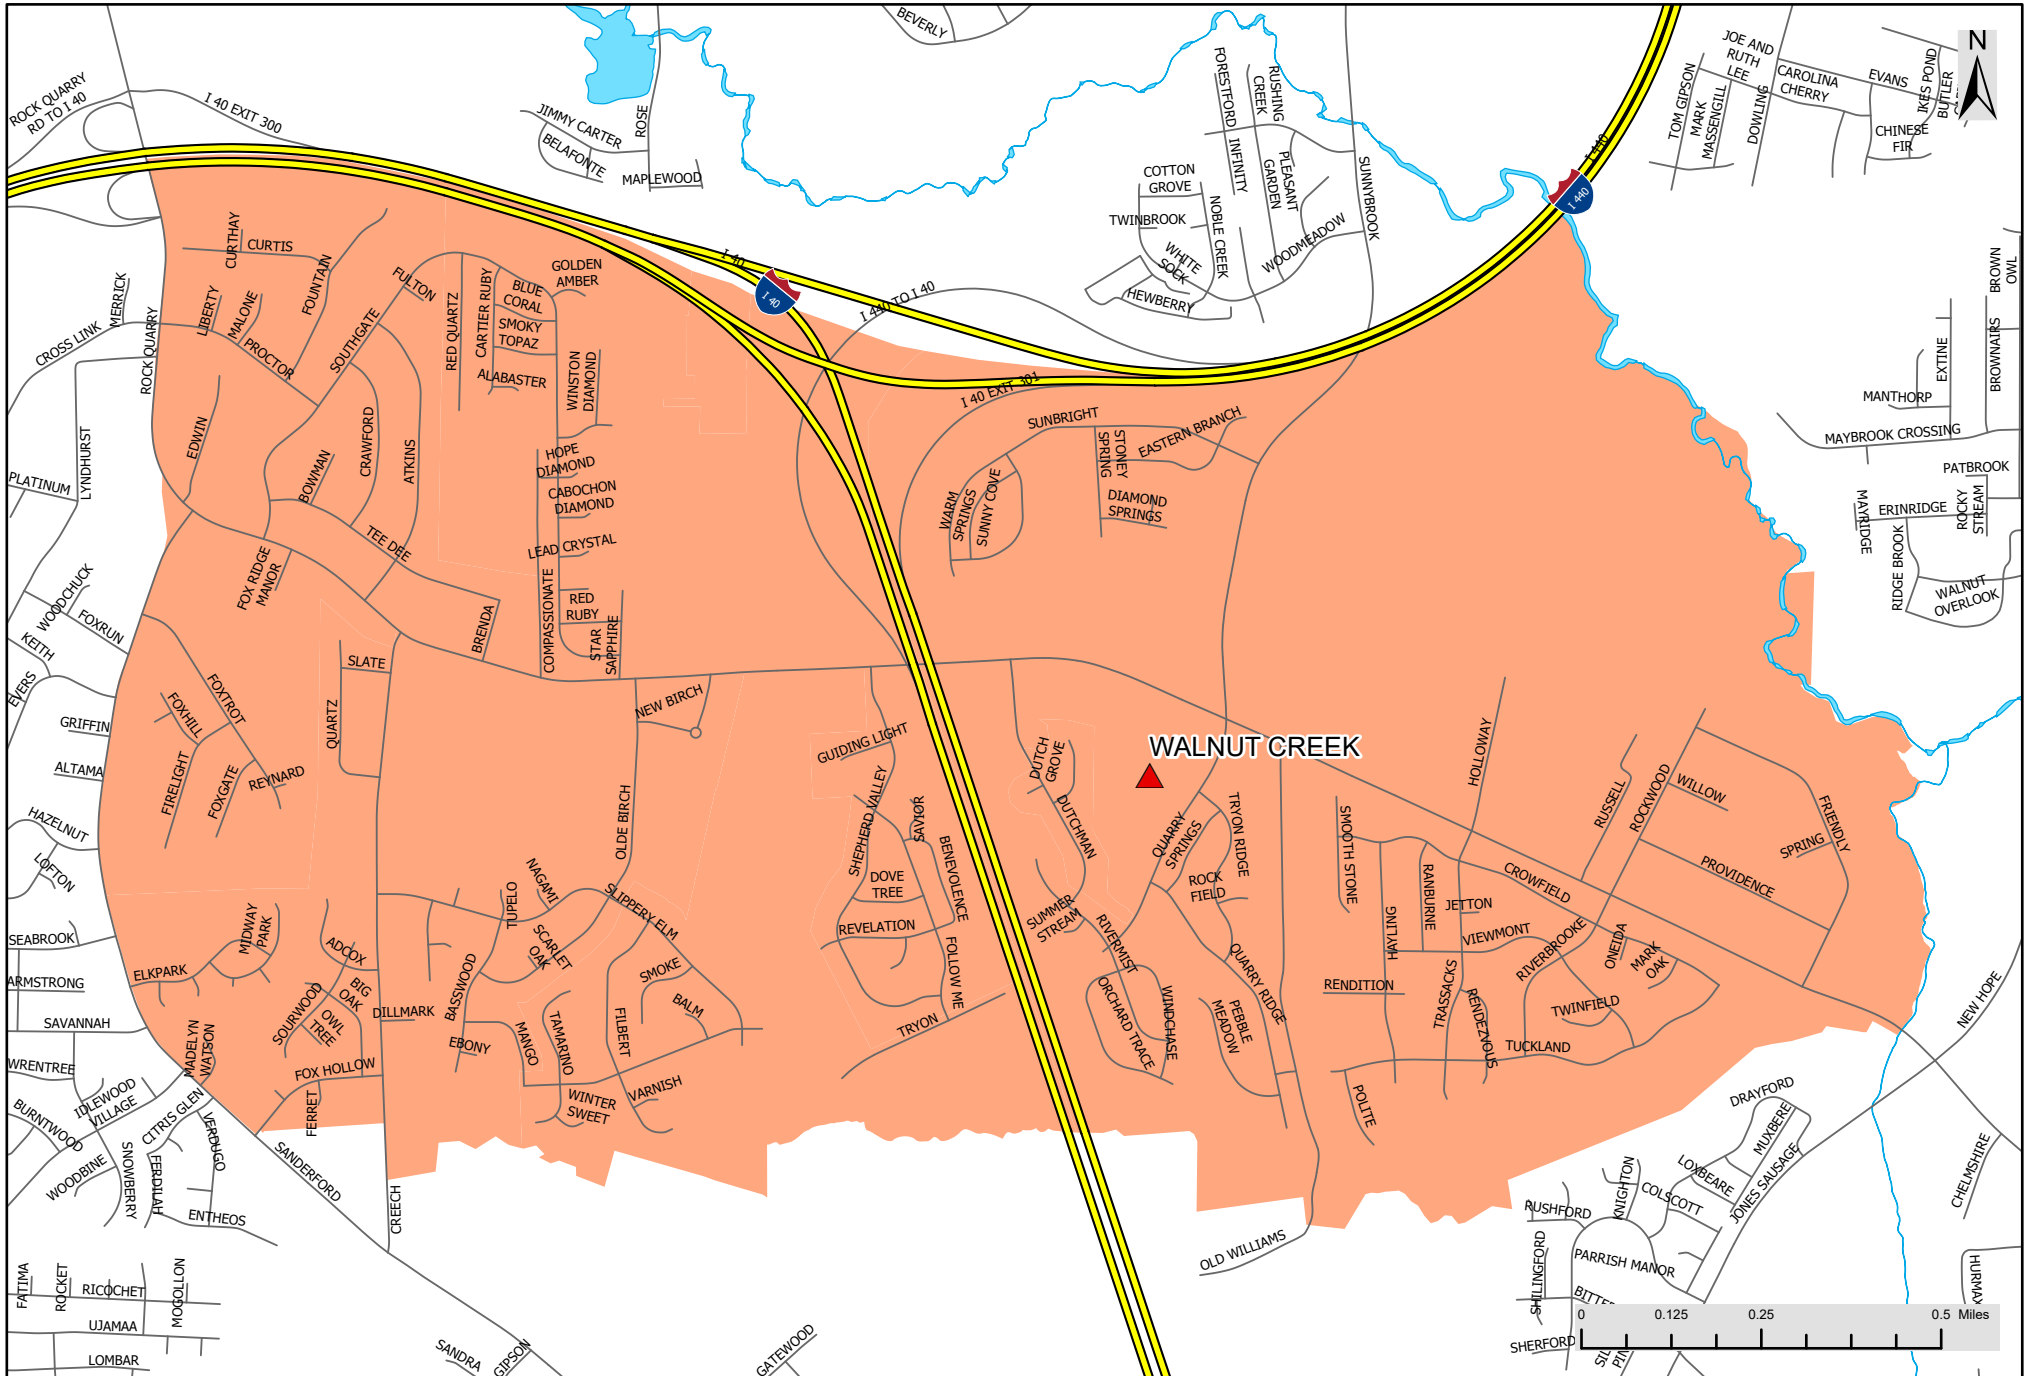 BEVERLY
N
JOE AND
RUTH
LEE
CAROLINA
CHERRY
EVANS
IKES POND
BUTLER
TOM GIPSON
MARK
MASSENGILL
DOWLING
CHINESE
FIR
ROCK QUARRY
RD TO I 40
I 40 EXIT 300
JIMMY CARTER
BELAFONTE
ROSE
MAPLEWOOD
FORESTFORD
RUSHING
CREEK
INFINITY
PLEASANT
GARDEN
SUNNYBROOK
COTTON
GROVE
TWINBROOK
NOBLE CREEK
WHITE
SOCK
WOODMEADOW
HEWBERRY
I 440
I 440
CURTHAY
CURTIS
FOUNTAIN
FULTON
GOLDEN
AMBER
I 40
I 40
I 440 TO I 40
BROWN
OWL
MERRICK
LIBERTY
MALONE
SOUTHGATE
RED QUARTZ
CARTIER RUBY
BLUE
CORAL
SMOKY
TOPAZ
CROSS LINK
ROCK QUARRY
PROCTOR
ALABASTER
WINSTON
DIAMOND
I 40 EXIT 301
EXTINE
BROWNAIRS
MANTHORP
MAYBROOK CROSSING
PATBROOK
SUNBRIGHT
STONEY
SPRING
EASTERN BRANCH
EDWIN
CRAWFORD
ATKINS
BOWMAN
HOPE
DIAMOND
CABOCHON
DIAMOND
LYNDHURST
PLATINUM
WARM
SPRINGS
SUNNY COVE
DIAMOND
SPRINGS
MAYRIDGE
ERINRIDGE
ROCKY
STREAM
RIDGE BROOK
WALNUT
OVERLOOK
TEE DEE
LEAD CRYSTAL
FOX RIDGE
MANOR
WOODCHUCK
FOXRUN
KEITH
EVERS
BRENDA
COMPASSIONATE
RED
RUBY
STAR
SAPPHIRE
SLATE
QUARTZ
FOXTROT
FOXHILL
NEW BIRCH
GRIFFIN
ALTAMA
GUIDING LIGHT
DUTCH
GROVE
WALNUT CREEK
HOLLOWAY
FIRELIGHT
FOXGATE
REYNARD
HAZELNUT
LOFTON
OLDE BIRCH
SHEPHERD VALLEY
SAVIOR
BENEVOLENCE
DUTCHMAN
QUARRY
SPRINGS
TRYON RIDGE
SMOOTH STONE
RUSSELL
ROCKWOOD
WILLOW
FRIENDLY
SPRING
PROVIDENCE
DOVE
TREE
ROCK
FIELD
RANBURNE
CROWFIELD
JETTON
NAGAMI
TUPELO
SLIPPERY ELM
REVELATION
SUMMER
STREAM
RIVERMIST
HAYLING
VIEWMONT
RIVERBROOKE
ONEIDA
MARK
OAK
SEABROOK
MIDWAY
PARK
ELKPARK
ADCOX
SCARLET
OAK
SMOKE
BALM
FOLLOW ME
QUARRY RIDGE
ARMSTRONG
SAVANNAH
SOURWOOD
BIG
OAK
OWL
TREE
DILLMARK
BASSWOOD
ORCHARD TRACE
WINDCHASE
PEBBLE
MEADOW
RENDITION
TRASSACKS
RENDEZVOUS
TWINFIELD
TUCKLAND
NEW HOPE
WRENTREE
MADELYN
WATSON
FOX HOLLOW
FERRET
EBONY
MANGO
TAMARINO
FILBERT
VARNISH
WINTER
SWEET
TRYON
POLITE
BURNTWOOD
IDLEWOOD
VILLAGE
CITRIS GLEN
VERDUGO
WOODBINE
SNOWBERRY
FERDILAH
SANDERFORD
ENTHEOS
CREECH
DRAYFORD
MUXBERE
LOXBEARE
JONES SAUSAGE
CHELMSHIRE
KNIGHTON
COLSCOTT
RUSHFORD
PARRISH MANOR
SHILINGFORD
OLD WILLIAMS
FATIMA
ROCKET
RICOCHET
MOGOLLON
UJAMAA
LOMBAR
SANDRA
GIPSON
GATEWOOD
SHERFORD
0 0.125 0.25 0.5 Miles